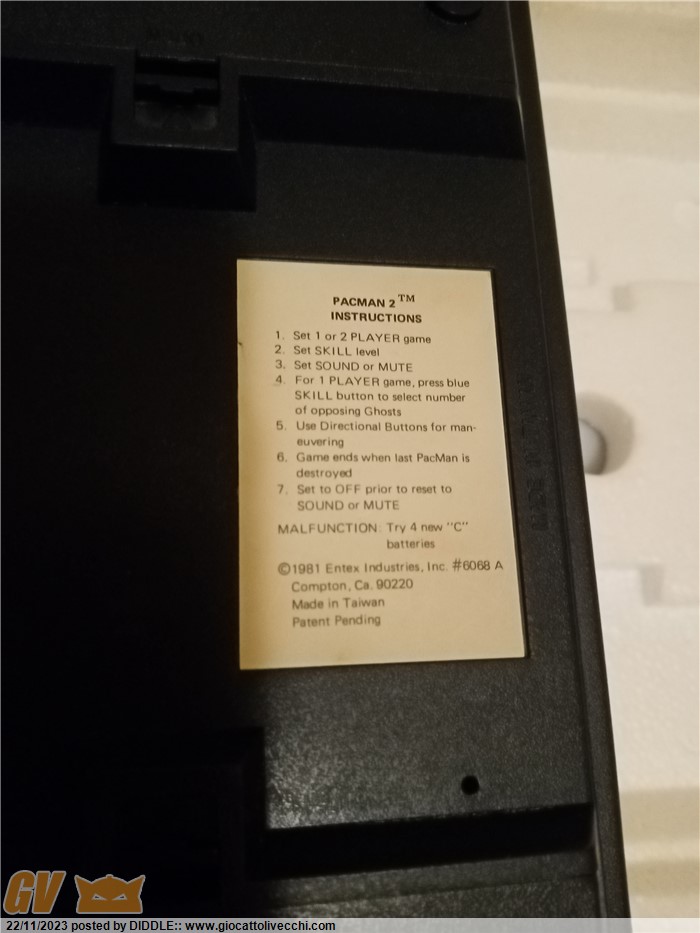 PACMAN 2™
INSTRUCTIONS
1. Set 1 or 2 PLAYER game
2. Set SKILL level
3. Set SOUND or MUTE
4. For 1 PLAYER game, press blue
SKILL button to select number
of opposing Ghosts
5. Use Directional Buttons for man-
euvering
6. Game ends when last PacMan is
destroyed
7. Set to OFF prior to reset to
SOUND or MUTE
MALFUNCTION: Try 4 new "C"
batteries
©1981 Entex Industries, Inc. #6068 A
Compton, Ca. 90220
Made in Taiwan
Patent Pending
GV
22/11/2023 posted by DIDDLE:: www.giocattolivecchi.com